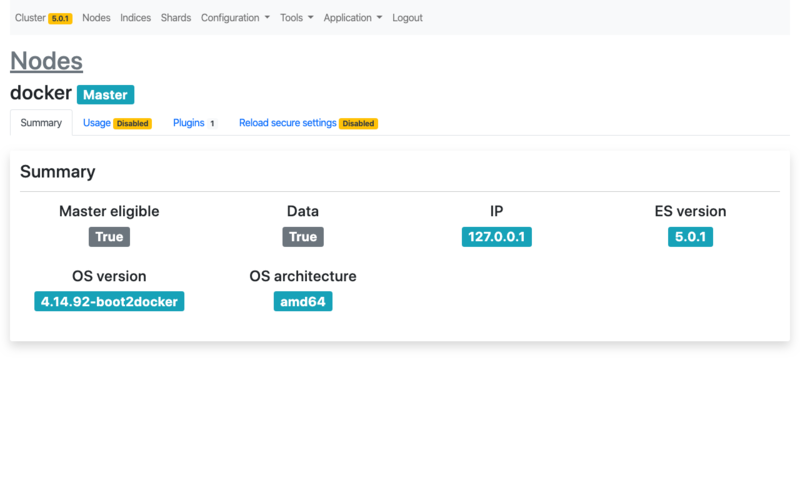 Cluster 5.0.1 Nodes Indices Shards Configuration Tools Application Logout
Nodes
docker Master
Summary Usage Disabled Plugins 1 Reload secure settings Disabled
Summary
Master eligible Data IP ES version
True True 127.0.0.1 5.0.1
OS version OS architecture
4.14.92-boot2docker amd64